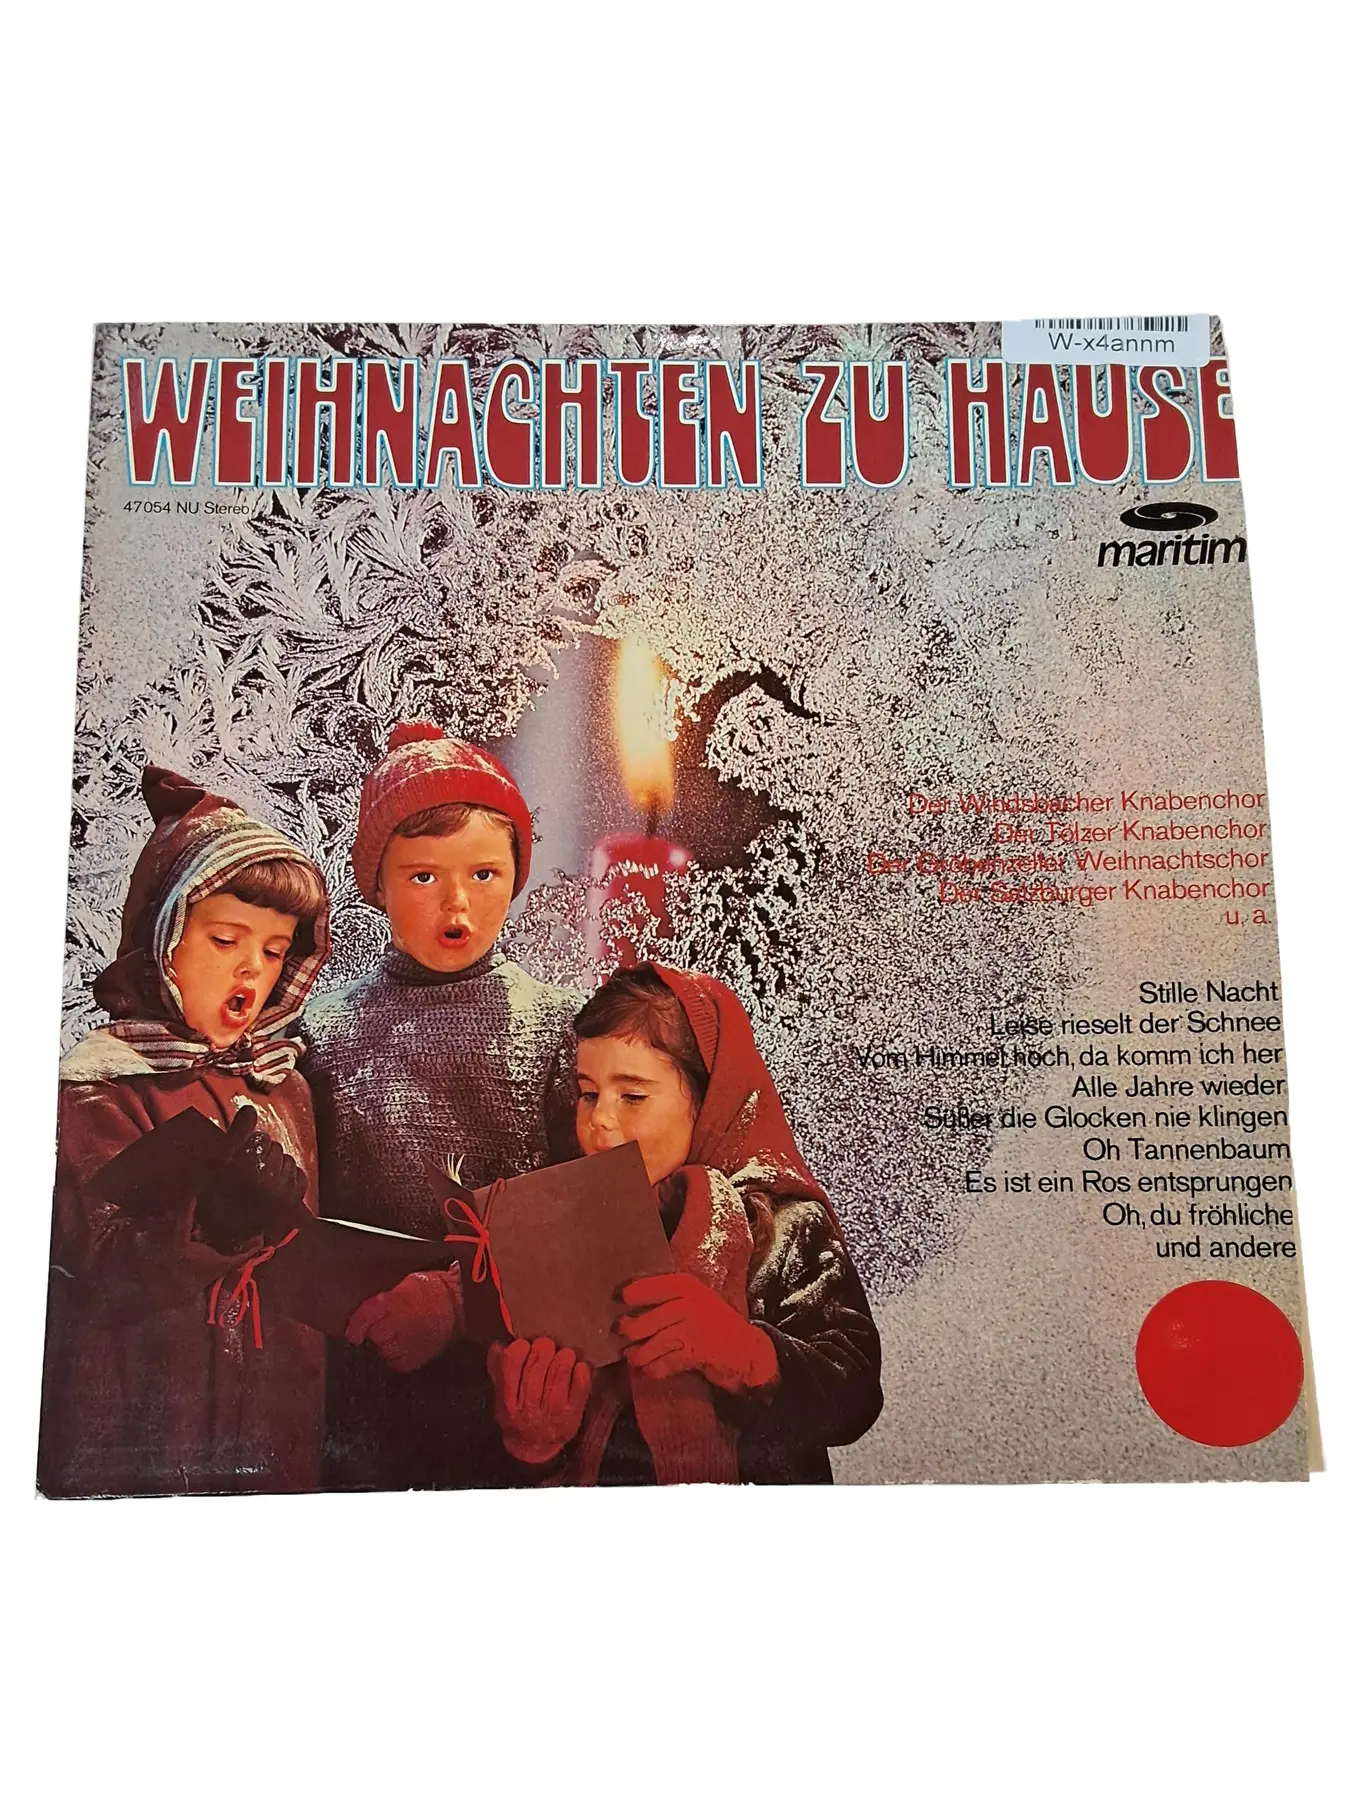 W-x4annm
WEIHNACHTEN ZU HAUSE
47054 NU Stereo
maritim
Der Windsbacher Knabenchor
Der Tölzer Knabenchor
Der Gröbenzeller Weihnachtschor
Der Salzburger Knabenchor
u. a.
Stille Nacht
Leise rieselt der Schnee
Vom Himmel hoch, da komm ich her
Alle Jahre wieder
Süßer die Glocken nie klingen
Oh Tannenbaum
Es ist ein Ros entsprungen
Oh, du fröhliche
und andere